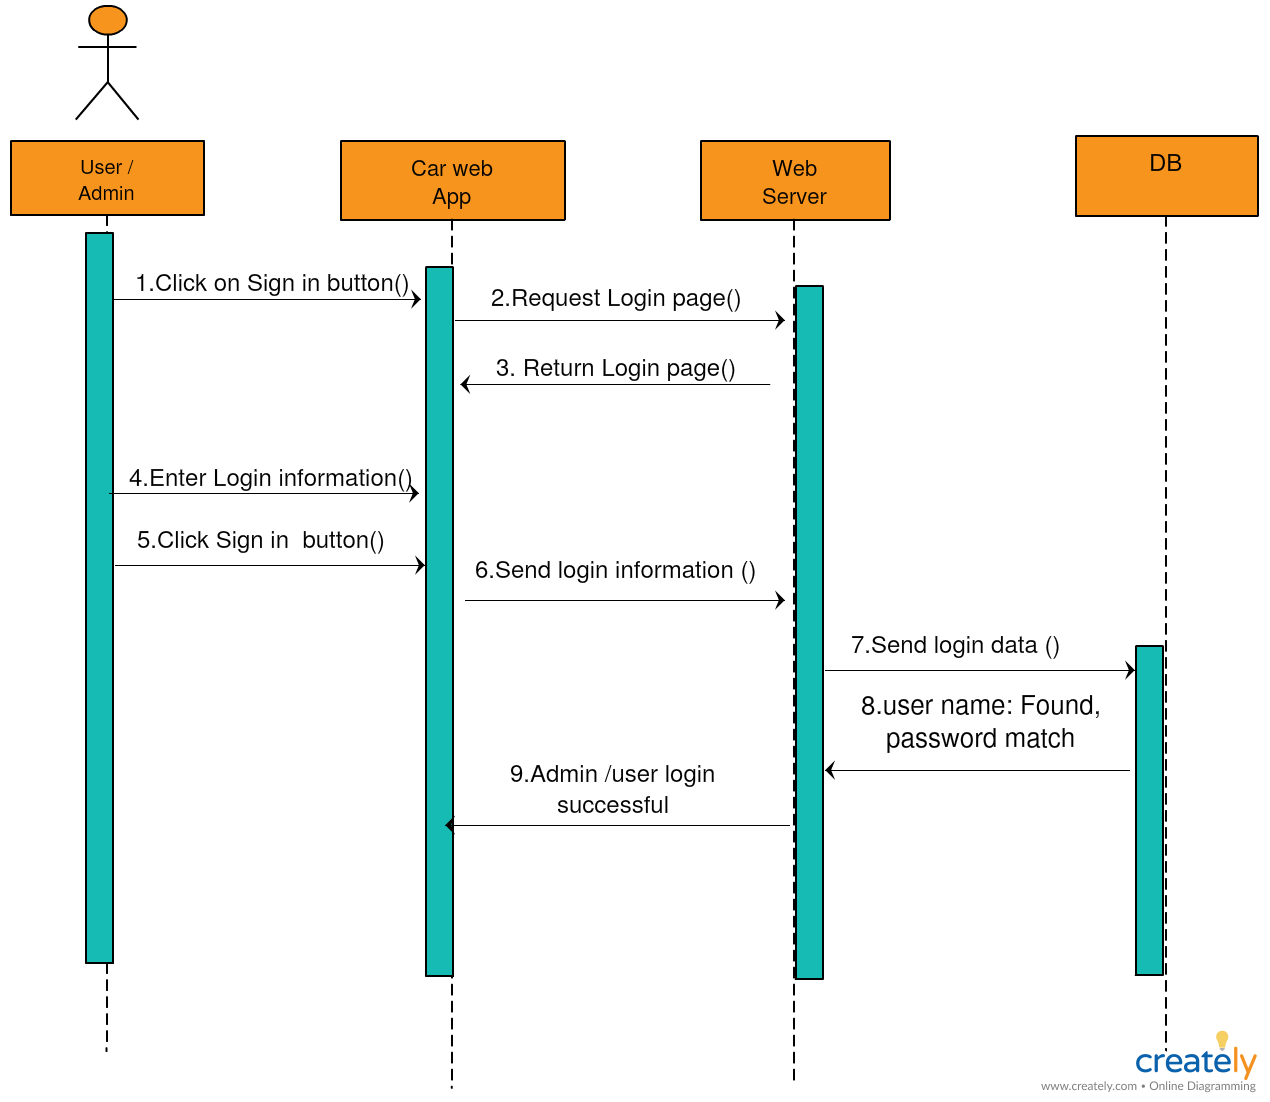 User /
Admin
Car web
App
Web
Server
DB
1.Click on Sign in button()
2.Request Login page()
3. Return Login page()
4.Enter Login information()
5.Click Sign in  button()
6.Send login information ()
7.Send login data ()
8.user name: Found,
password match
9.Admin /user login
successful
creately
www.creately.com • Online Diagramming